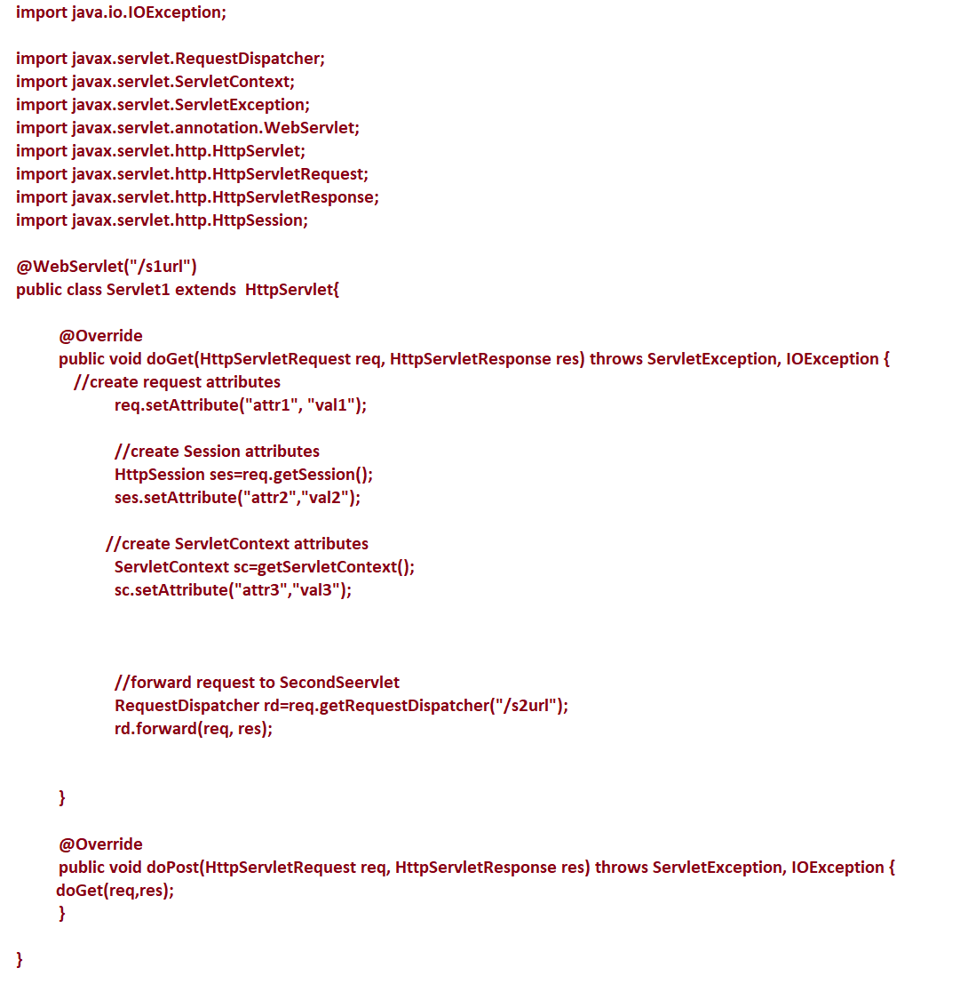 import java.io.IOException;
import javax.servlet.RequestDispatcher;
import javax.servlet.ServletContext;
import javax.servlet.ServletException;
import javax.servlet.annotation.WebServlet;
import javax.servlet.http.HttpServlet;
import javax.servlet.http.HttpServletRequest;
import javax.servlet.http.HttpServletResponse;
import javax.servlet.http.HttpSession;
@WebServlet("/s1url")
public class Servlet1 extends  HttpServlet{
@Override
public void doGet(HttpServletRequest req, HttpServletResponse res) throws ServletException, IOException {
//create request attributes
req.setAttribute("attr1", "val1");
//create Session attributes
HttpSession ses=req.getSession();
ses.setAttribute("attr2","val2");
//create ServletContext attributes
ServletContext sc=getServletContext();
sc.setAttribute("attr3","val3");
//forward request to SecondSeervlet
RequestDispatcher rd=req.getRequestDispatcher("/s2url");
rd.forward(req, res);
}
@Override
public void doPost(HttpServletRequest req, HttpServletResponse res) throws ServletException, IOException {
doGet(req,res);
}
}